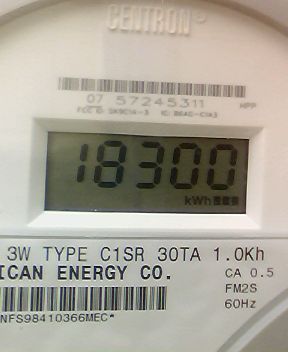 CENTRON®
07 57245311 HPP
18300
kWh
3W TYPE C1SR 30TA 1.0Kh
ICAN ENERGY CO. CA 0.5
FM2S
60Hz
NFS98410366MEC*